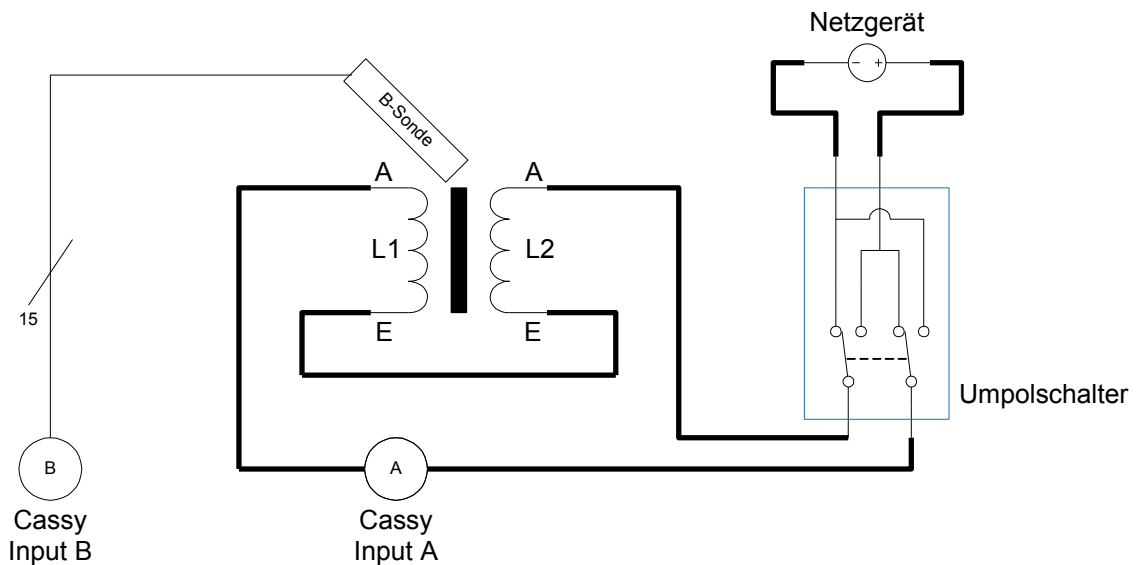 Netzgerät
- +
B-Sonde
A
A
L1
L2
15
E
E
Umpolschalter
B
A
Cassy
Input B
Cassy
Input A